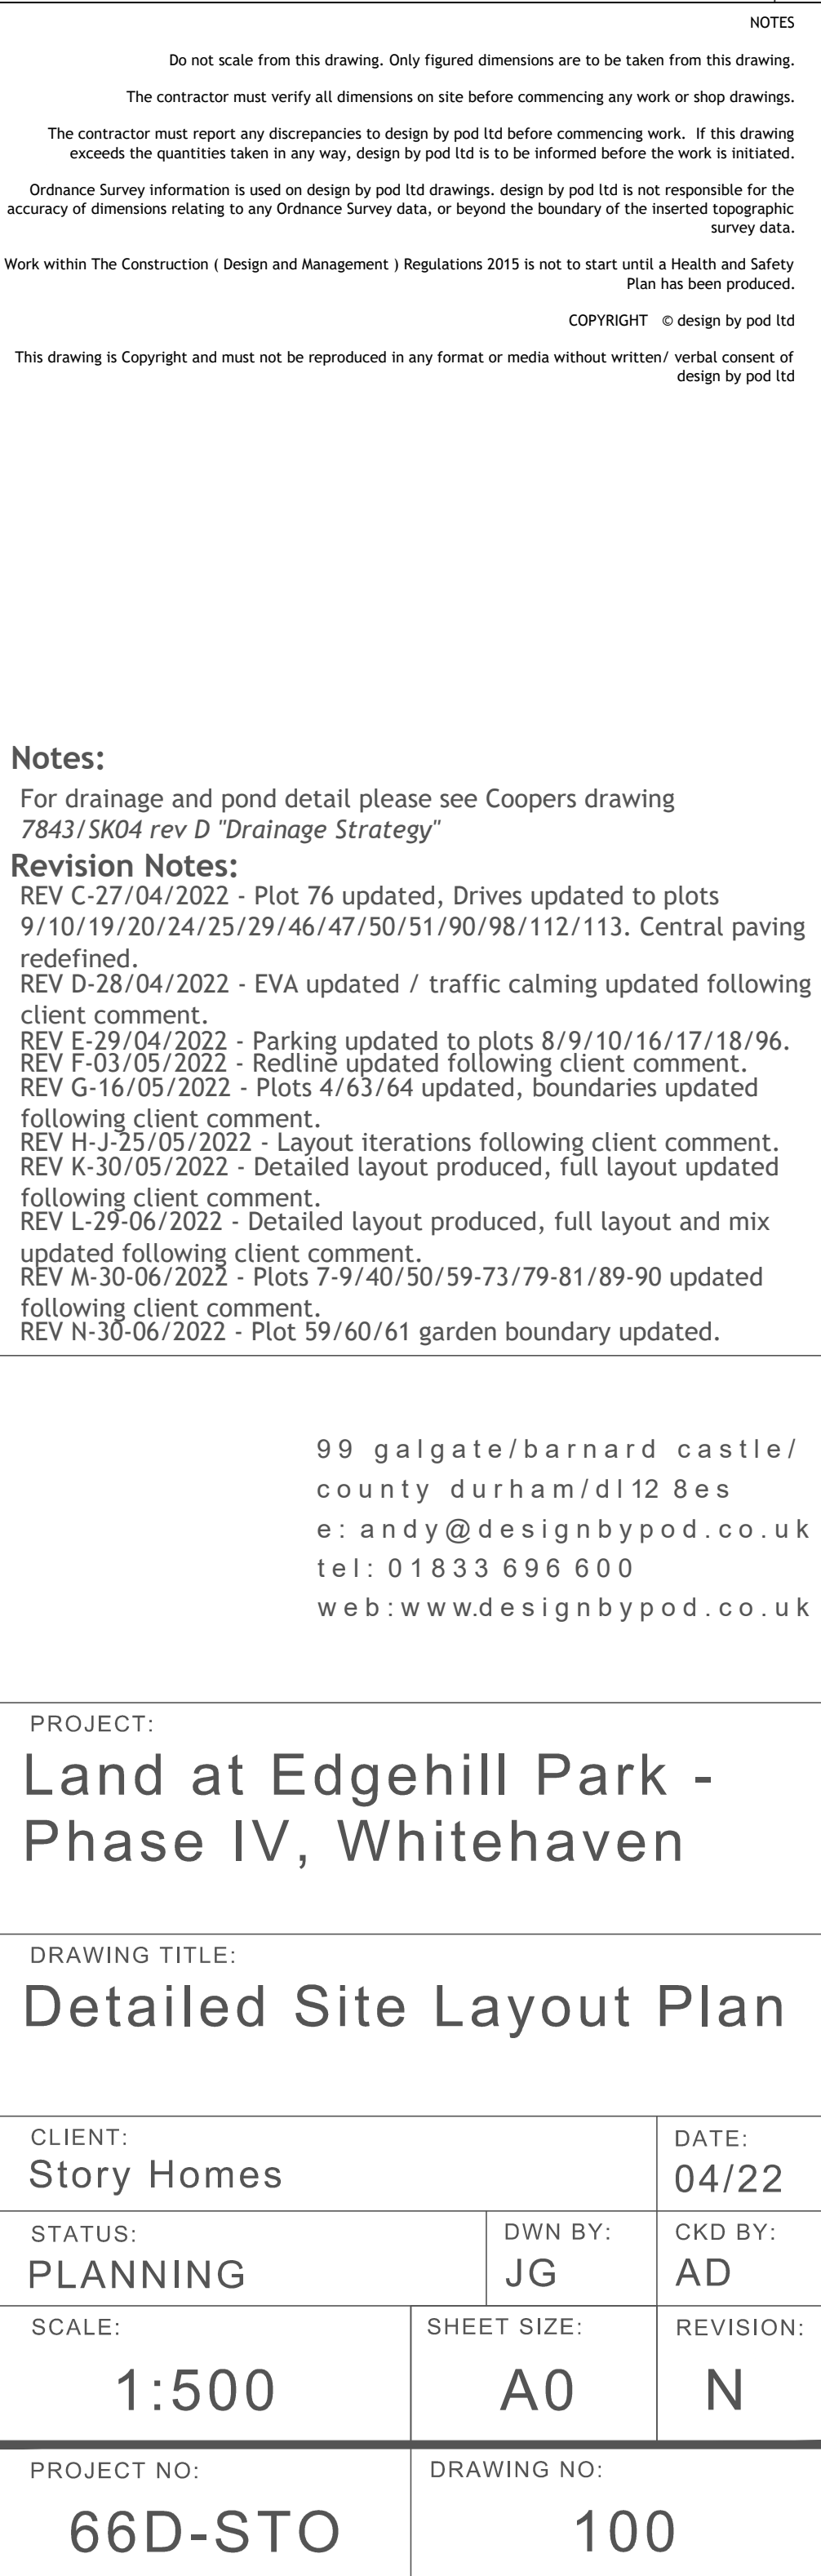 NOTES
Do not scale from this drawing. Only figured dimensions are to be taken from this drawing.
The contractor must verify all dimensions on site before commencing any work or shop drawings.
The contractor must report any discrepancies to design by pod ltd before commencing work. If this drawing
exceeds the quantities taken in any way, design by pod ltd is to be informed before the work is initiated.
Ordnance Survey information is used on design by pod ltd drawings. design by pod ltd is not responsible for the
accuracy of dimensions relating to any Ordnance Survey data, or beyond the boundary of the inserted topographic
survey data.
Work within The Construction ( Design and Management ) Regulations 2015 is not to start until a Health and Safety
Plan has been produced.
COPYRIGHT © design by pod ltd
This drawing is Copyright and must not be reproduced in any format or media without written/ verbal consent of
design by pod ltd
Notes:
For drainage and pond detail please see Coopers drawing
7843/SK04 rev D "Drainage Strategy"
Revision Notes:
REV C-27/04/2022 - Plot 76 updated, Drives updated to plots
9/10/19/20/24/25/29/46/47/50/51/90/98/112/113. Central paving
redefined.
REV D-28/04/2022 - EVA updated / traffic calming updated following
client comment.
REV E-29/04/2022 - Parking updated to plots 8/9/10/16/17/18/96.
REV F-03/05/2022 - Redline updated following client comment.
REV G-16/05/2022 - Plots 4/63/64 updated, boundaries updated
following client comment.
REV H-J-25/05/2022 - Layout iterations following client comment.
REV K-30/05/2022 - Detailed layout produced, full layout updated
following client comment.
REV L-29-06/2022 - Detailed layout produced, full layout and mix
updated following client comment.
REV M-30-06/2022 - Plots 7-9/40/50/59-73/79-81/89-90 updated
following client comment.
REV N-30-06/2022 - Plot 59/60/61 garden boundary updated.
99 galgate/barnard castle/
county durham/dl12 8es
e: andy@designbypod.co.uk
tel: 01833 696 600
web:www.designbypod.co.uk
PROJECT:
Land at Edgehill Park -
Phase IV, Whitehaven
DRAWING TITLE:
Detailed Site Layout Plan
CLIENT:
Story Homes
DATE:
04/22
STATUS:
PLANNING
DWN BY:
JG
CKD BY:
AD
SCALE:
1:500
SHEET SIZE:
A0
REVISION:
N
PROJECT NO:
66D-STO
DRAWING NO:
100